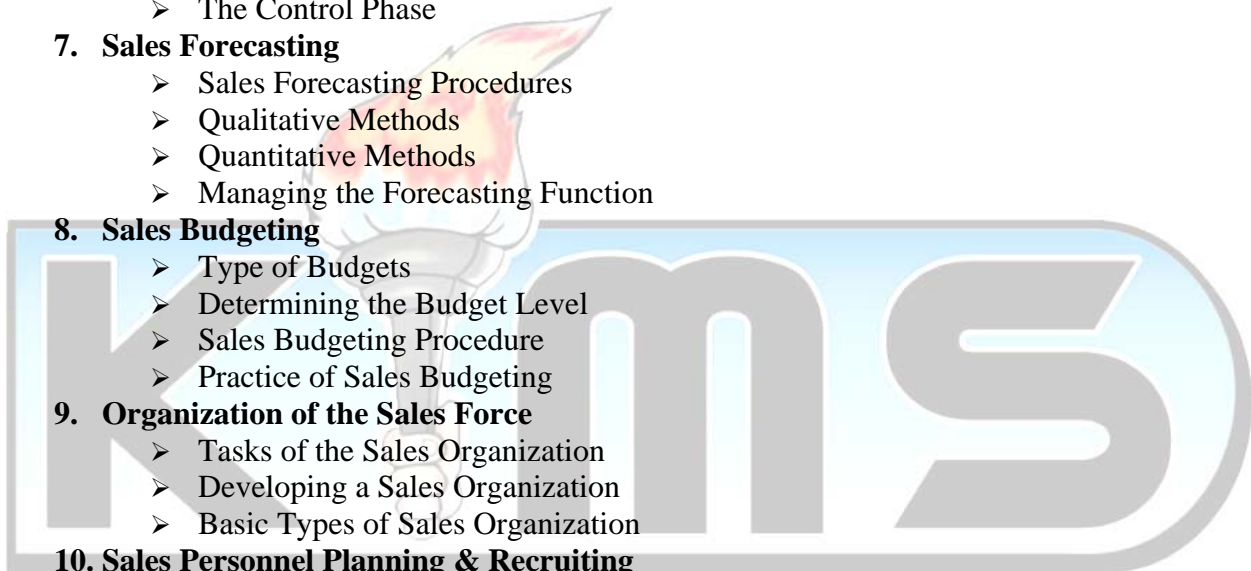 ➢ The Control Phase
7. Sales Forecasting
➢ Sales Forecasting Procedures
➢ Qualitative Methods
➢ Quantitative Methods
➢ Managing the Forecasting Function
8. Sales Budgeting
➢ Type of Budgets
➢ Determining the Budget Level
➢ Sales Budgeting Procedure
➢ Practice of Sales Budgeting
9. Organization of the Sales Force
➢ Tasks of the Sales Organization
➢ Developing a Sales Organization
➢ Basic Types of Sales Organization
10. Sales Personnel Planning & Recruiting
KIMS